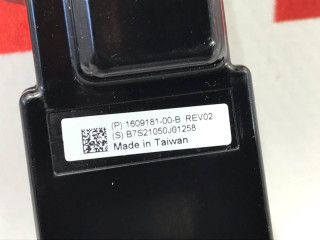 (P) 1609181-00-B REV02
(S) B7S21050J01258
Made in Taiwan